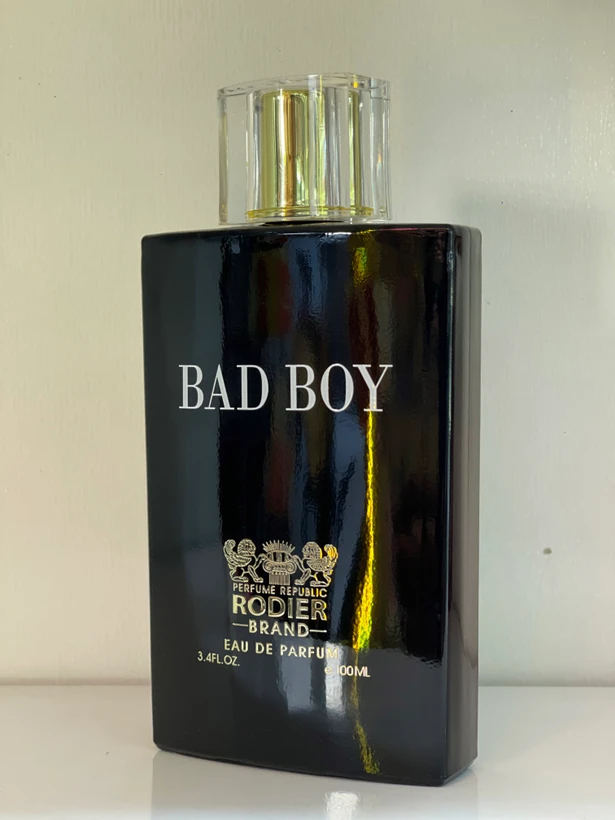 BAD BOY
PERFUME REPUBLIC
RODIER
—BRAND—
EAU DE PARFUM
3.4FL.OZ. e 100ML